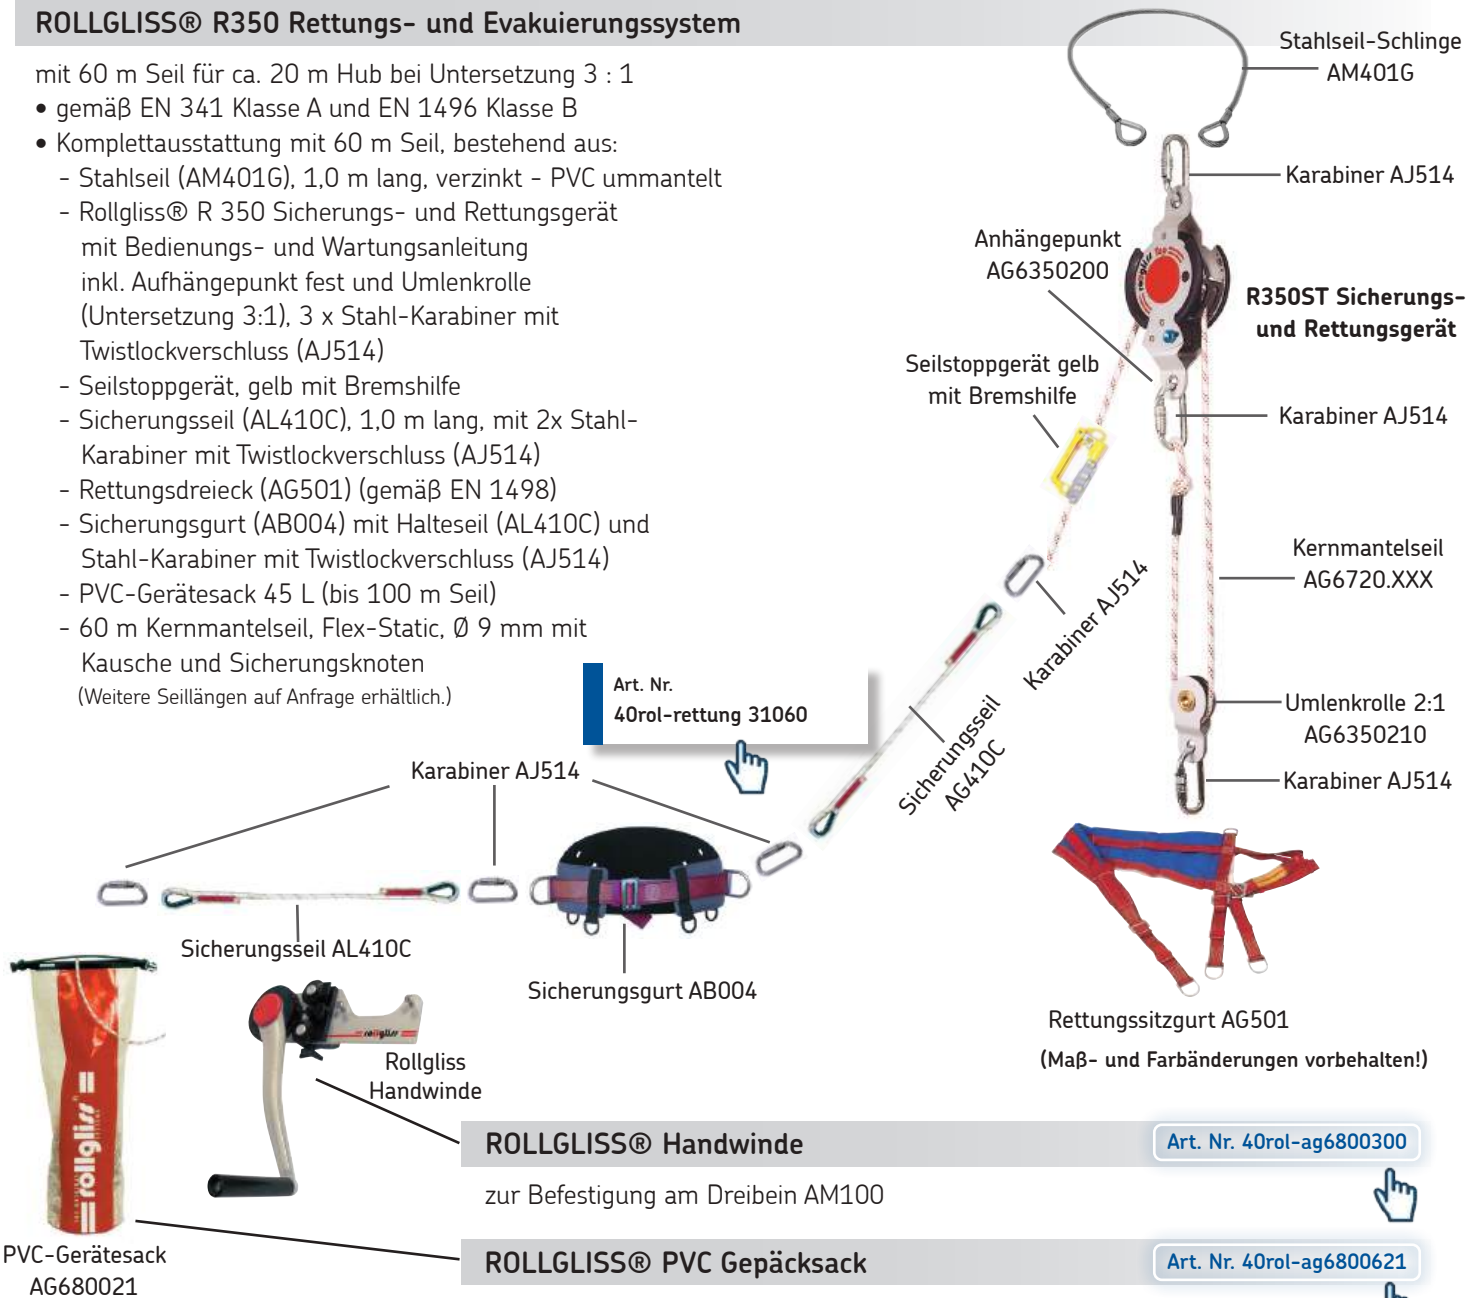 ROLLGLISS® R350 Rettungs- und Evakuierungssystem
mit 60 m Seil für ca. 20 m Hub bei Untersetzung 3 : 1
• gemäß EN 341 Klasse A und EN 1496 Klasse B
• Komplettausstattung mit 60 m Seil, bestehend aus:
- Stahlseil (AM401G), 1,0 m lang, verzinkt - PVC ummantelt
- Rollgliss® R 350 Sicherungs- und Rettungsgerät
mit Bedienungs- und Wartungsanleitung
inkl. Aufhängepunkt fest und Umlenkrolle
(Untersetzung 3:1), 3 x Stahl-Karabiner mit
Twistlockverschluss (AJ514)
- Seilstoppgerät, gelb mit Bremshilfe
- Sicherungsseil (AL410C), 1,0 m lang, mit 2x Stahl-
Karabiner mit Twistlockverschluss (AJ514)
- Rettungsdreieck (AG501) (gemäß EN 1498)
- Sicherungsgurt (AB004) mit Halteseil (AL410C) und
Stahl-Karabiner mit Twistlockverschluss (AJ514)
- PVC-Gerätesack 45 L (bis 100 m Seil)
- 60 m Kernmantelseil, Flex-Static, Ø 9 mm mit
Kausche und Sicherungsknoten
(Weitere Seillängen auf Anfrage erhältlich.)
Art. Nr.
40rol-rettung 31060
Stahlseil-Schlinge
AM401G
Karabiner AJ514
Anhängepunkt
AG6350200
R350ST Sicherungs-
und Rettungsgerät
Seilstoppgerät gelb
mit Bremshilfe
Karabiner AJ514
Kernmantelseil
AG6720.XXX
Karabiner AJ514
Umlenkrolle 2:1
AG6350210
Karabiner AJ514
Sicherungsseil
AG410C
Karabiner AJ514
Sicherungsseil AL410C
Sicherungsgurt AB004
Rettungssitzgurt AG501
(Maß- und Farbänderungen vorbehalten!)
rollgliss
Rollgliss
Handwinde
rollgliss
ROLLGLISS® Handwinde
Art. Nr. 40rol-ag6800300
zur Befestigung am Dreibein AM100
PVC-Gerätesack
AG680021
ROLLGLISS® PVC Gepäcksack
Art. Nr. 40rol-ag6800621